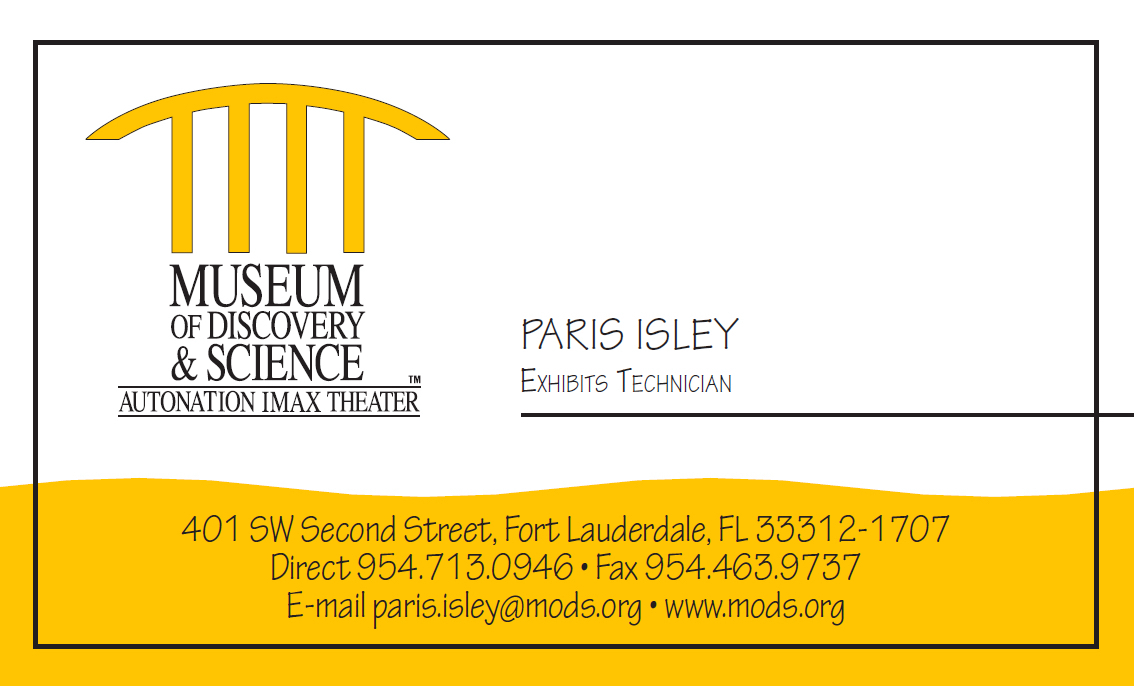 MUSEUM
OF DISCOVERY
& SCIENCE
™
AUTONATION IMAX THEATER
PARIS ISLEY
EXHIBITS TECHNICIAN
401 SW Second Street, Fort Lauderdale, FL 33312-1707
Direct 954.713.0946 • Fax 954.463.9737
E-mail paris.isley@mods.org • www.mods.org